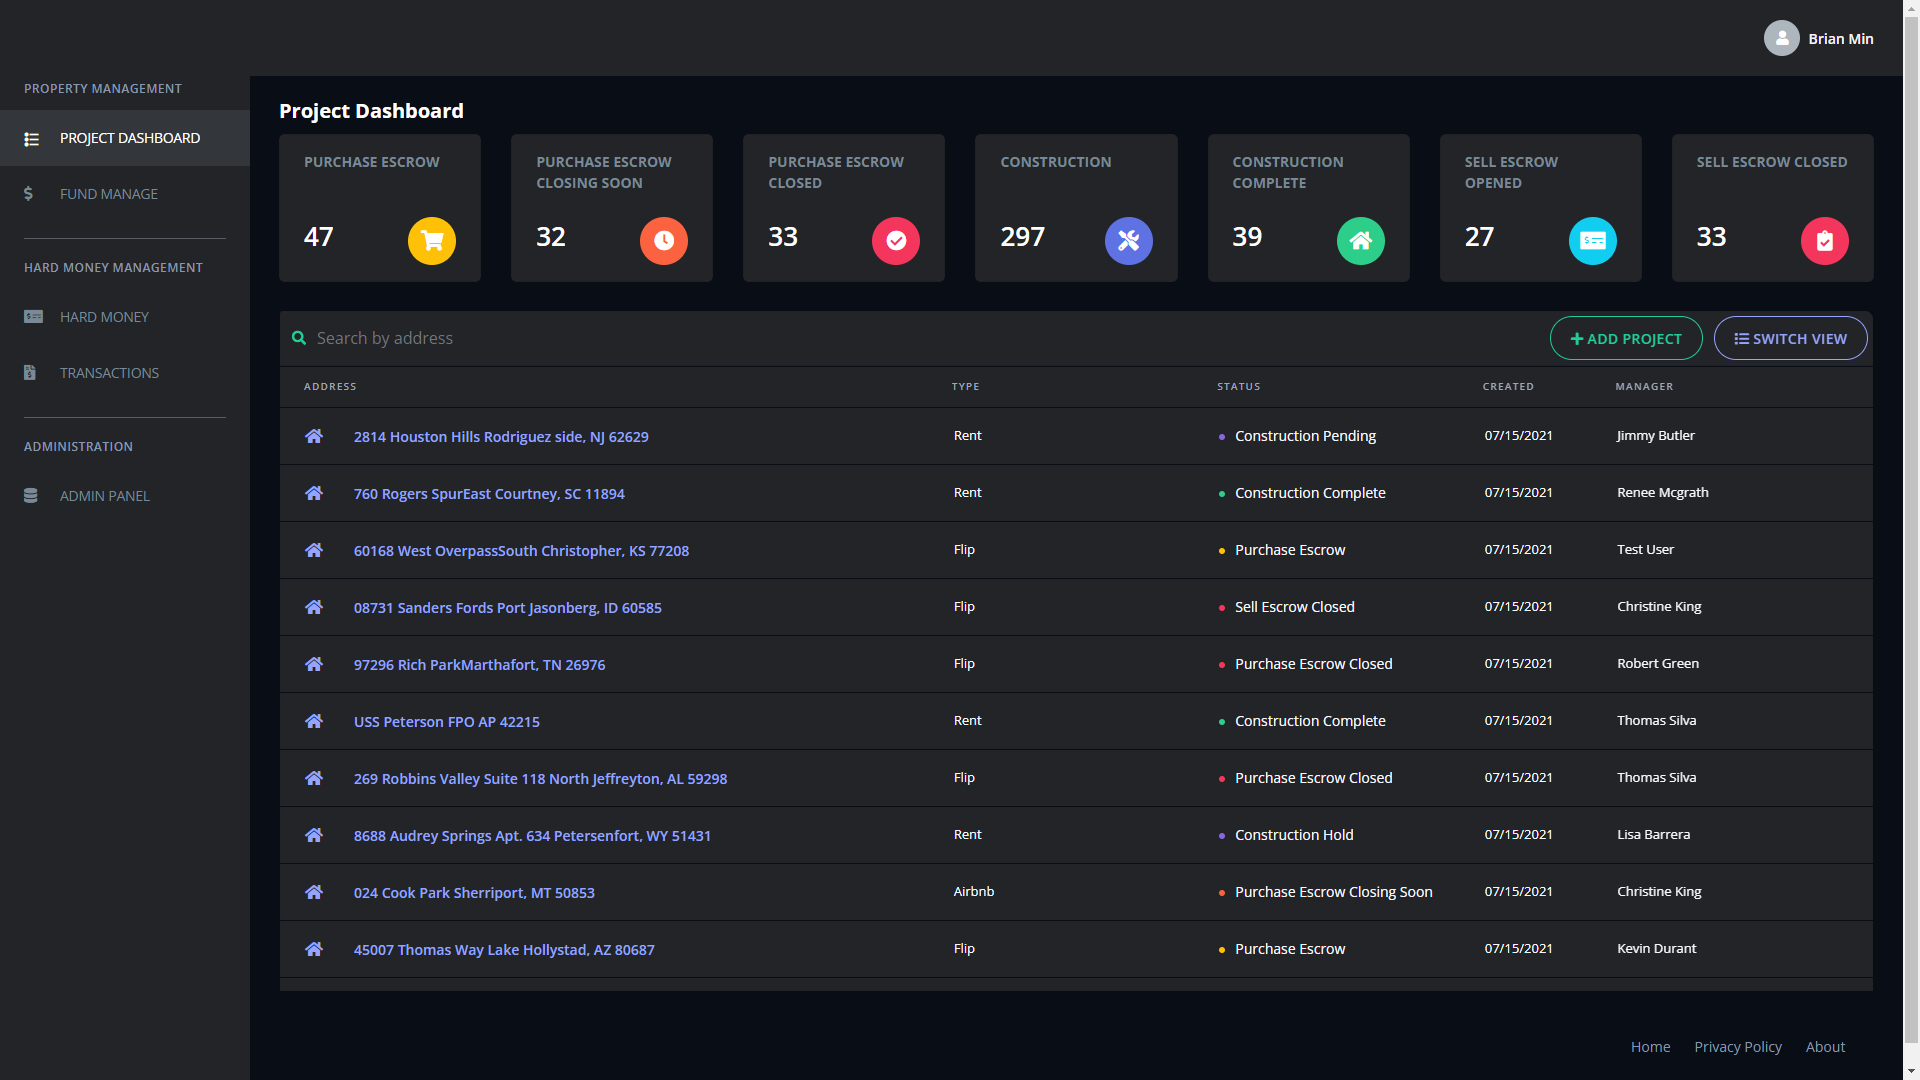 Brian Min
PROPERTY MANAGEMENT
PROJECT DASHBOARD
FUND MANAGE
HARD MONEY MANAGEMENT
HARD MONEY
TRANSACTIONS
ADMINISTRATION
ADMIN PANEL
Project Dashboard
PURCHASE ESCROW
47
PURCHASE ESCROW
CLOSING SOON
32
PURCHASE ESCROW
CLOSED
33
CONSTRUCTION
297
CONSTRUCTION
COMPLETE
39
SELL ESCROW
OPENED
27
SELL ESCROW CLOSED
33
Search by address
ADD PROJECT
SWITCH VIEW
ADDRESS TYPE STATUS CREATED MANAGER
2814 Houston Hills Rodriguez side, NJ 62629 Rent Construction Pending 07/15/2021 Jimmy Butler
760 Rogers SpurEast Courtney, SC 11894 Rent Construction Complete 07/15/2021 Renee Mcgrath
60168 West OverpassSouth Christopher, KS 77208 Flip Purchase Escrow 07/15/2021 Test User
08731 Sanders Fords Port Jasonberg, ID 60585 Flip Sell Escrow Closed 07/15/2021 Christine King
97296 Rich ParkMarthafort, TN 26976 Flip Purchase Escrow Closed 07/15/2021 Robert Green
USS Peterson FPO AP 42215 Rent Construction Complete 07/15/2021 Thomas Silva
269 Robbins Valley Suite 118 North Jeffreyton, AL 59298 Flip Purchase Escrow Closed 07/15/2021 Thomas Silva
8688 Audrey Springs Apt. 634 Petersenfort, WY 51431 Rent Construction Hold 07/15/2021 Lisa Barrera
024 Cook Park Sherriport, MT 50853 Airbnb Purchase Escrow Closing Soon 07/15/2021 Christine King
45007 Thomas Way Lake Hollystad, AZ 80687 Flip Purchase Escrow 07/15/2021 Kevin Durant
Home Privacy Policy About